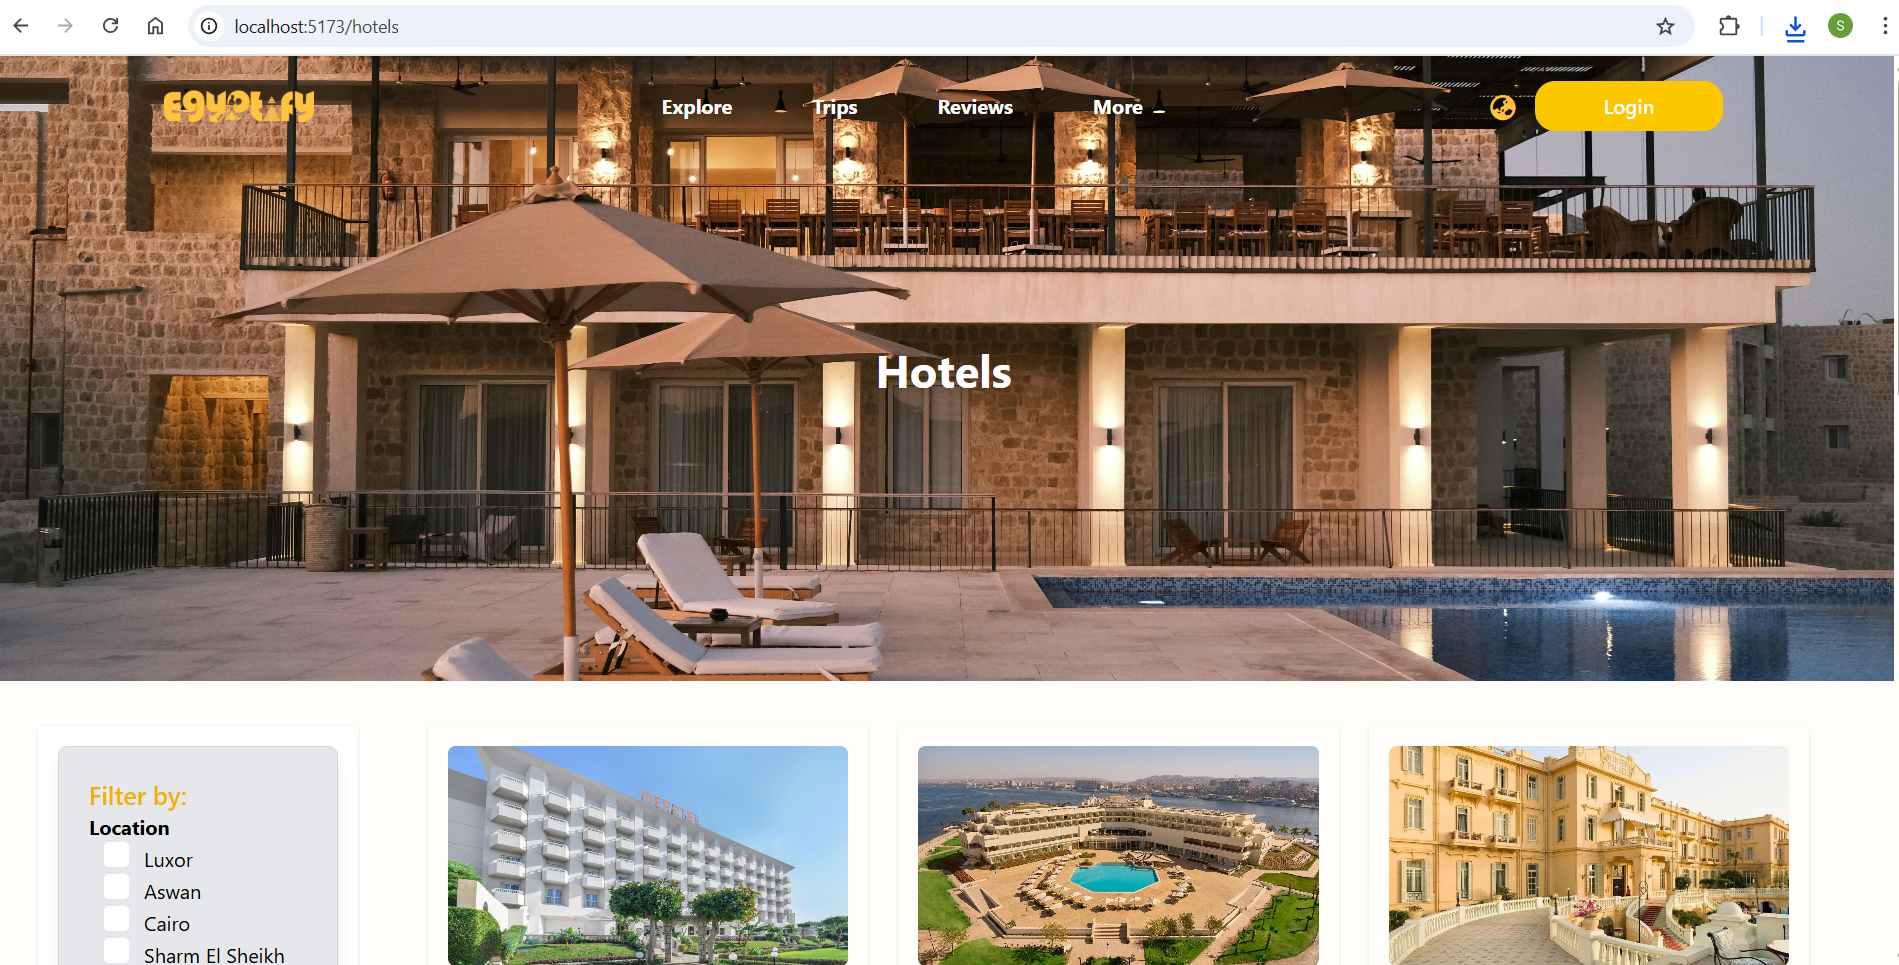 localhost:5173/hotels
S
Egyptify
Explore
Trips
Reviews
More
Login
Hotels
Filter by:
Location
Luxor
Aswan
Cairo
Sharm El Sheikh